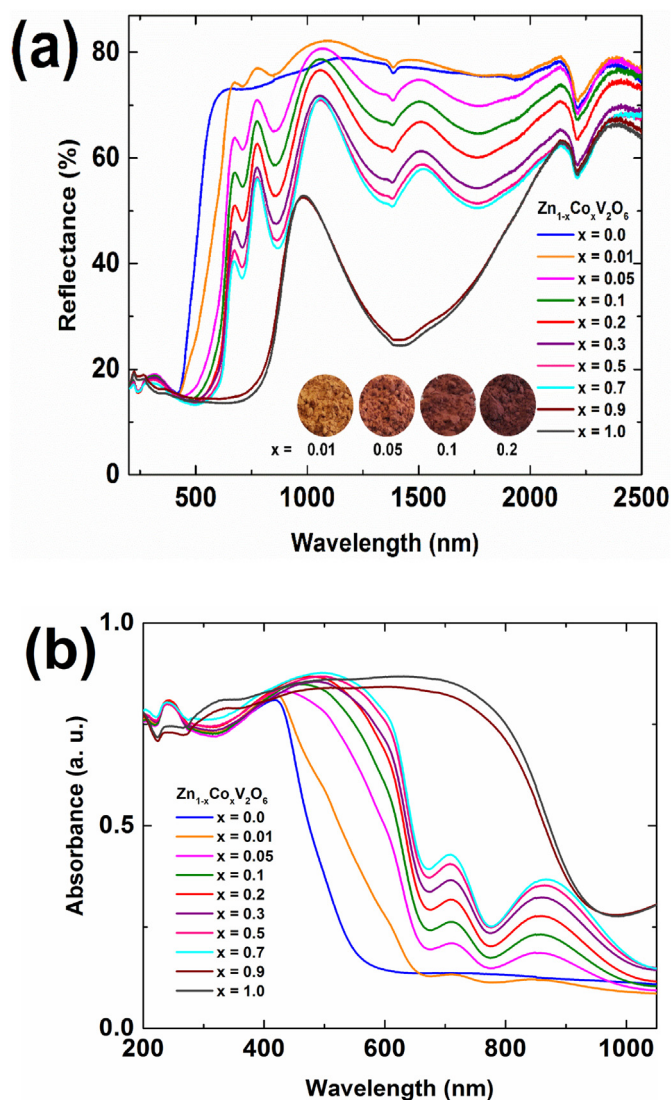 (a)
80
60
40
20
0
Reflectance (%)
500 1000 1500 2000 2500
Wavelength (nm)
Zn1-xCoxV2O6
x = 0.0
x = 0.01
x = 0.05
x = 0.1
x = 0.2
x = 0.3
x = 0.5
x = 0.7
x = 0.9
x = 1.0
x = 0.01 0.05 0.1 0.2
(b)
1.0
0.5
0.0
Absorbance (a. u.)
200 400 600 800 1000
Wavelength (nm)
Zn1-xCoxV2O6
x = 0.0
x = 0.01
x = 0.05
x = 0.1
x = 0.2
x = 0.3
x = 0.5
x = 0.7
x = 0.9
x = 1.0